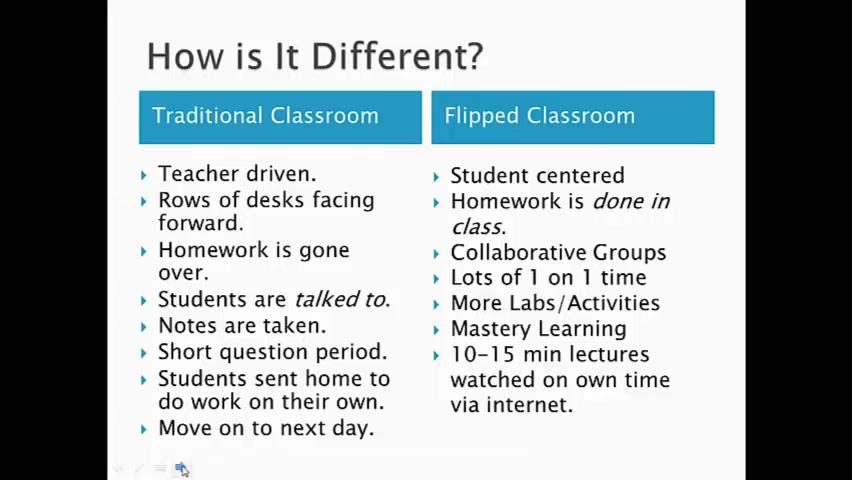 How is It Different?
Traditional Classroom
Teacher driven.
Rows of desks facing
forward.
Homework is gone
over.
Students are talked to.
Notes are taken.
Short question period.
Students sent home to
do work on their own.
Move on to next day.
Flipped Classroom
Student centered
Homework is done in
class.
Collaborative Groups
Lots of 1 on 1 time
More Labs/Activities
Mastery Learning
10-15 min lectures
watched on own time
via internet.